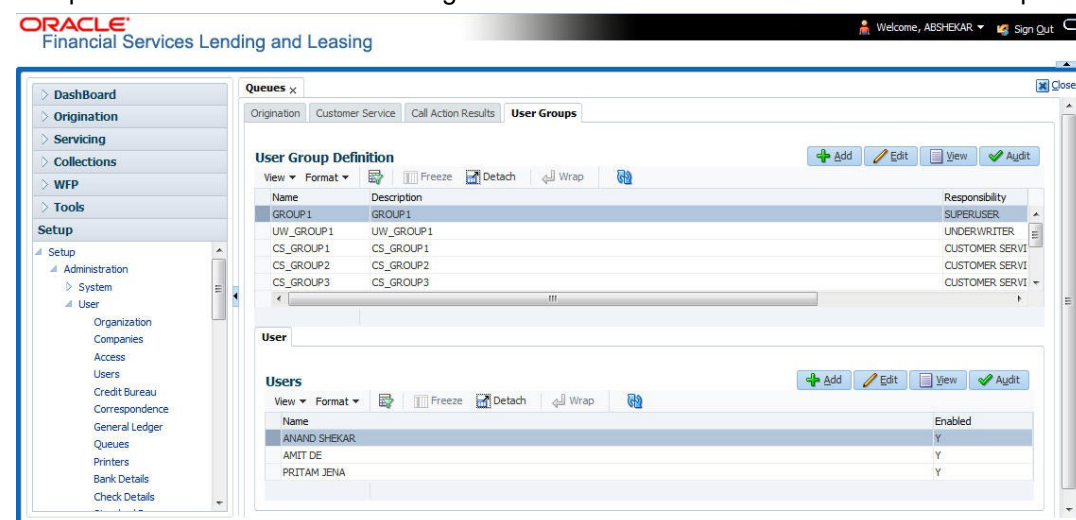 ORACLE
Financial Services Lending and Leasing
Welcome, ABSHEKAR
Sign Out
DashBoard
Origination
Servicing
Collections
WFP
Tools
Setup
Setup
Administration
System
User
Organization
Companies
Access
Users
Credit Bureau
Correspondence
General Ledger
Queues
Printers
Bank Details
Check Details
Queues
Close
Origination Customer Service Call Action Results User Groups
User Group Definition
Add Edit View Audit
View Format Freeze Detach Wrap
Name Description Responsibility
GROUP1 GROUP1 SUPERUSER
UW_GROUP1 UW_GROUP1 UNDERWRITER
CS_GROUP1 CS_GROUP1 CUSTOMER SERVI
CS_GROUP2 CS_GROUP2 CUSTOMER SERVI
CS_GROUP3 CS_GROUP3 CUSTOMER SERVI
User
Users
Add Edit View Audit
View Format Freeze Detach Wrap
Name Enabled
ANAND SHEKAR Y
AMIT DE Y
PRITAM JENA Y